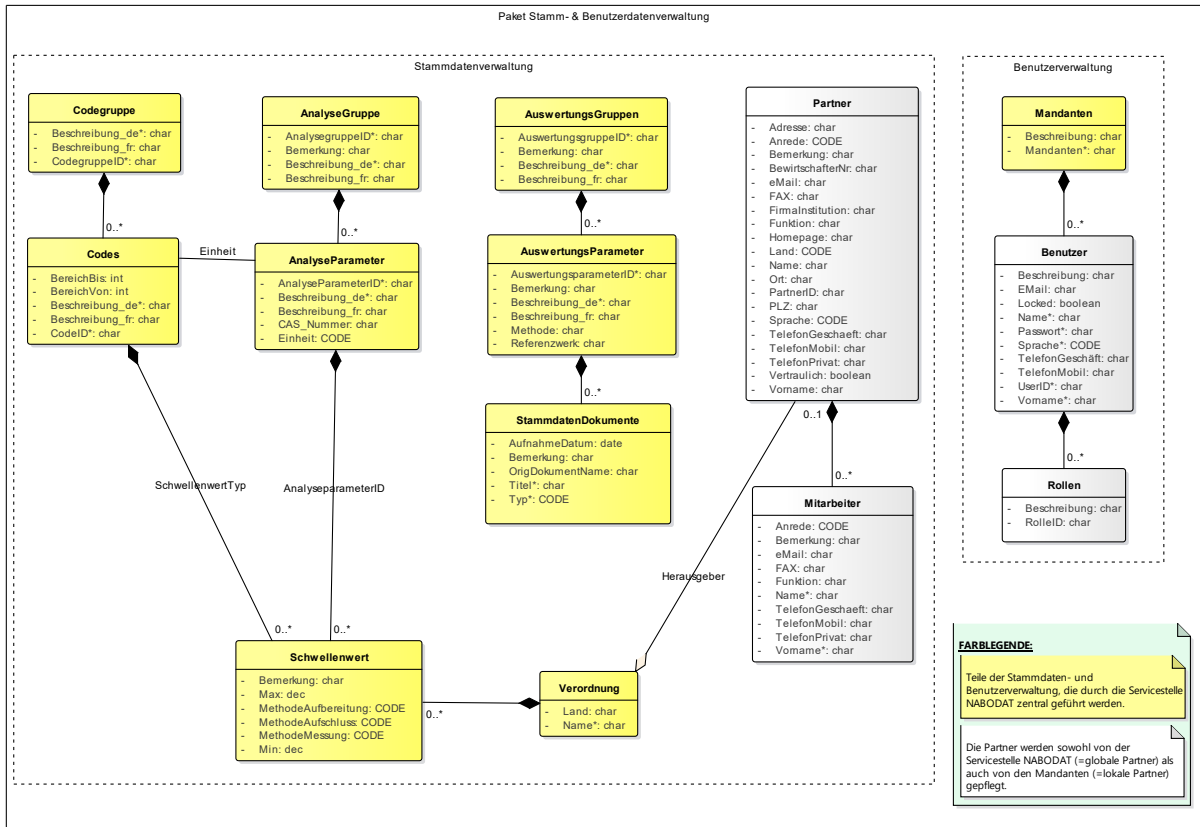 Paket Stamm- & Benutzerdatenverwaltung
Stammdatenverwaltung
Codegruppe
- Beschreibung_de*: char
- Beschreibung_fr: char
- CodegruppeID*: char
0..*
Codes
- BereichBis: int
- BereichVon: int
- Beschreibung_de*: char
- Beschreibung_fr: char
- CodeID*: char
Einheit
AnalyseGruppe
- AnalysegruppeID*: char
- Bemerkung: char
- Beschreibung_de*: char
- Beschreibung_fr: char
0..*
AnalyseParameter
- AnalyseParameterID*: char
- Beschreibung_de*: char
- Beschreibung_fr: char
- CAS_Nummer: char
- Einheit: CODE
AuswertungsGruppen
- AuswertungsgruppeID*: char
- Bemerkung: char
- Beschreibung_de*: char
- Beschreibung_fr: char
0..*
AuswertungsParameter
- AuswertungsparameterID*: char
- Bemerkung: char
- Beschreibung_de*: char
- Beschreibung_fr: char
- Methode: char
- Referenzwerk: char
0..*
StammdatenDokumente
- AufnahmeDatum: date
- Bemerkung: char
- OrigDokumentName: char
- Titel*: char
- Typ*: CODE
Partner
- Adresse: char
- Anrede: CODE
- Bemerkung: char
- BewirtschafterNr: char
- eMail: char
- FAX: char
- FirmaInstitution: char
- Funktion: char
- Homepage: char
- Land: CODE
- Name: char
- Ort: char
- PartnerID: char
- PLZ: char
- Sprache: CODE
- TelefonGeschaeft: char
- TelefonMobil: char
- TelefonPrivat: char
- Vertraulich: boolean
- Vorname: char
0..1
0..*
Mitarbeiter
- Anrede: CODE
- Bemerkung: char
- eMail: char
- FAX: char
- Funktion: char
- Name*: char
- TelefonGeschaeft: char
- TelefonMobil: char
- TelefonPrivat: char
- Vorname*: char
SchwellenwertTyp
AnalyseparameterID
Herausgeber
0..*
0..*
Schwellenwert
- Bemerkung: char
- Max: dec
- MethodeAufbereitung: CODE
- MethodeAufschluss: CODE
- MethodeMessung: CODE
- Min: dec
0..*
Verordnung
- Land: char
- Name*: char
Benutzerverwaltung
Mandanten
- Beschreibung: char
- Mandanten*: char
0..*
Benutzer
- Beschreibung: char
- EMail: char
- Locked: boolean
- Name*: char
- Passwort*: char
- Sprache*: CODE
- TelefonGeschäft: char
- TelefonMobil: char
- UserID*: char
- Vorname*: char
0..*
Rollen
- Beschreibung: char
- RolleID: char
FARBLEGENDE:
Teile der Stammdaten- und
Benutzerverwaltung, die durch die Servicestelle
NABODAT zentral geführt werden.
Die Partner werden sowohl von der
Servicestelle NABODAT (=globale Partner) als
auch von den Mandanten (=lokale Partner)
gepflegt.